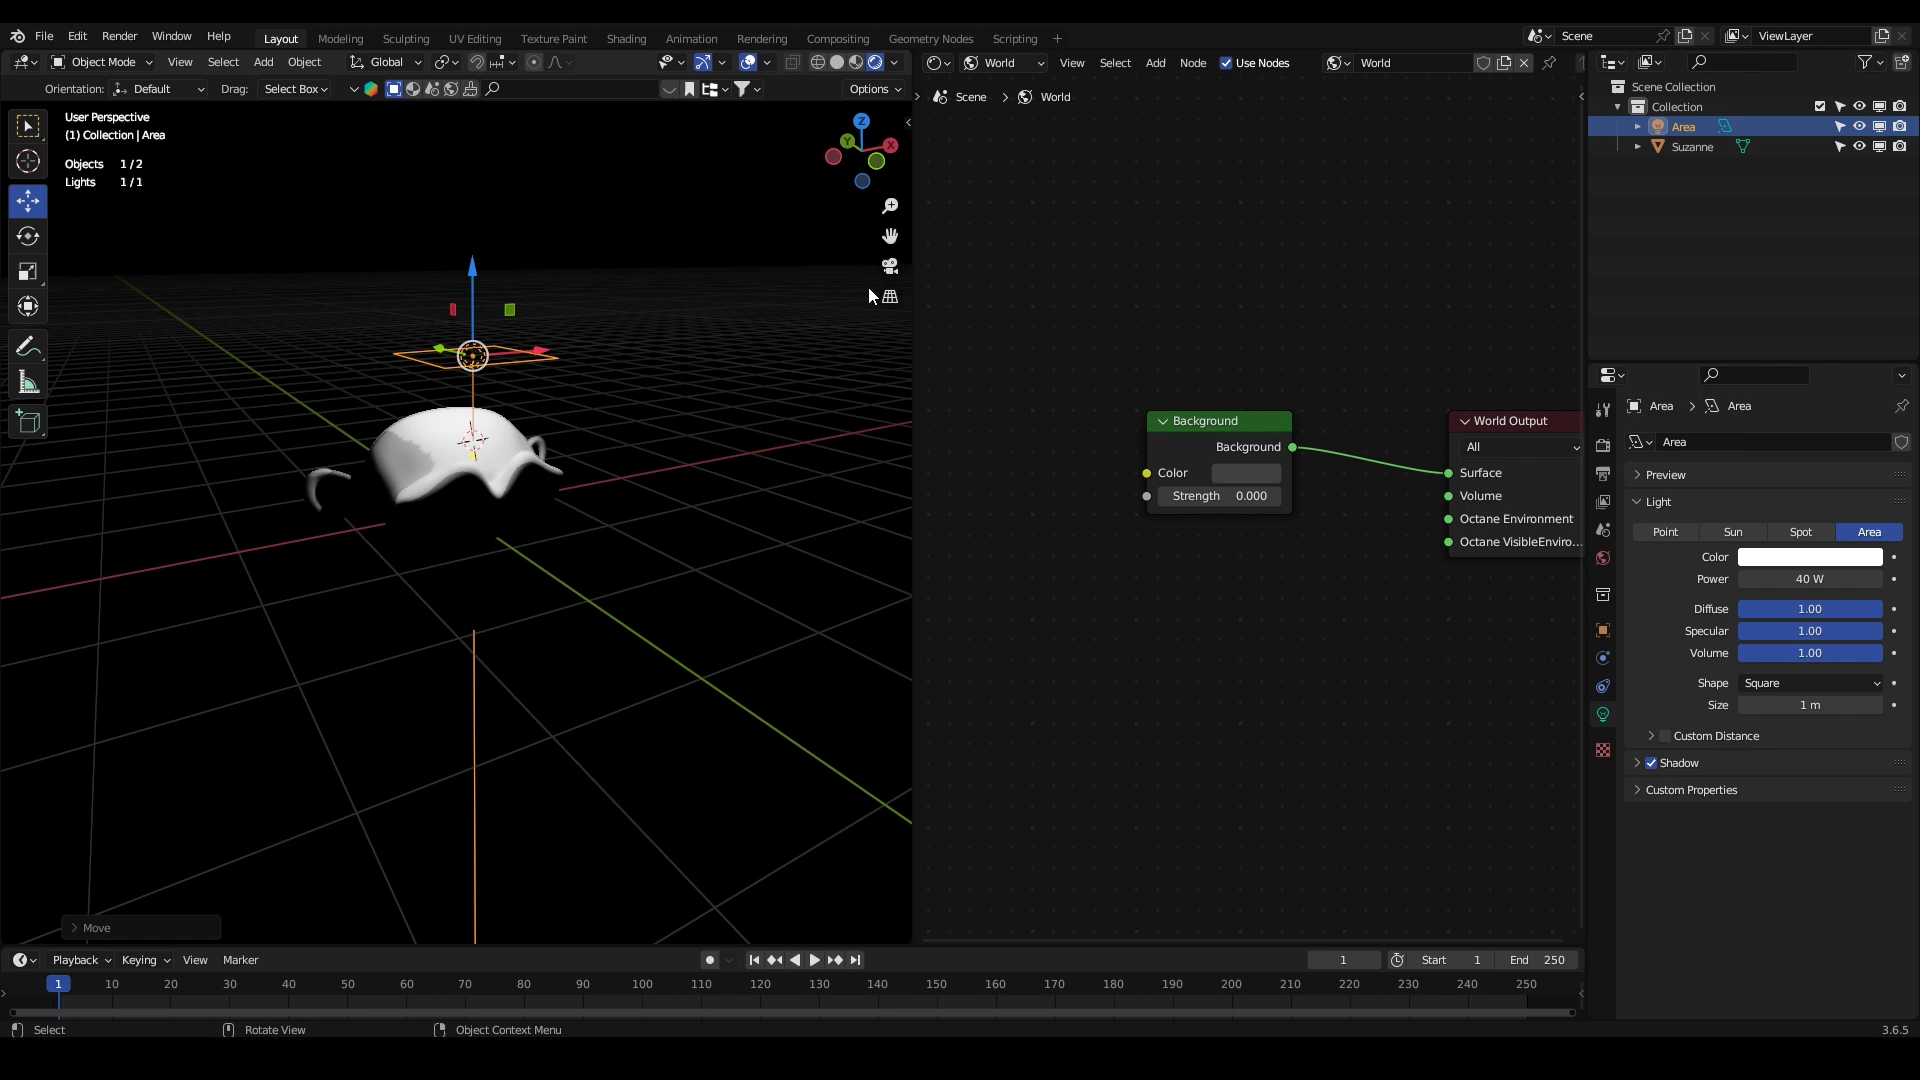 File Edit Render Window Help Layout Modeling Sculpting UV Editing Texture Paint Shading Animation Rendering Compositing Geometry Nodes Scripting + Scene ViewLayer
Object Mode View Select Add Object Global World View Select Add Node Use Nodes World
Orientation: Default Drag: Select Box Options
Scene > World
User Perspective
(1) Collection | Area
Objects 1 / 2
Lights 1 / 1
Z
Y
X
Move
Background
Background
Color
Strength 0.000
World Output
All
Surface
Volume
Octane Environment
Octane VisibleEnviro...
Scene Collection
Collection
Area
Suzanne
Area > Area
Area
Preview
Light
Point Sun Spot Area
Color
Power 40 W
Diffuse 1.00
Specular 1.00
Volume 1.00
Shape Square
Size 1 m
Custom Distance
Shadow
Custom Properties
Playback Keying View Marker 1 Start 1 End 250
1 10 20 30 40 50 60 70 80 90 100 110 120 130 140 150 160 170 180 190 200 210 220 230 240 250
Select Rotate View Object Context Menu 3.6.5